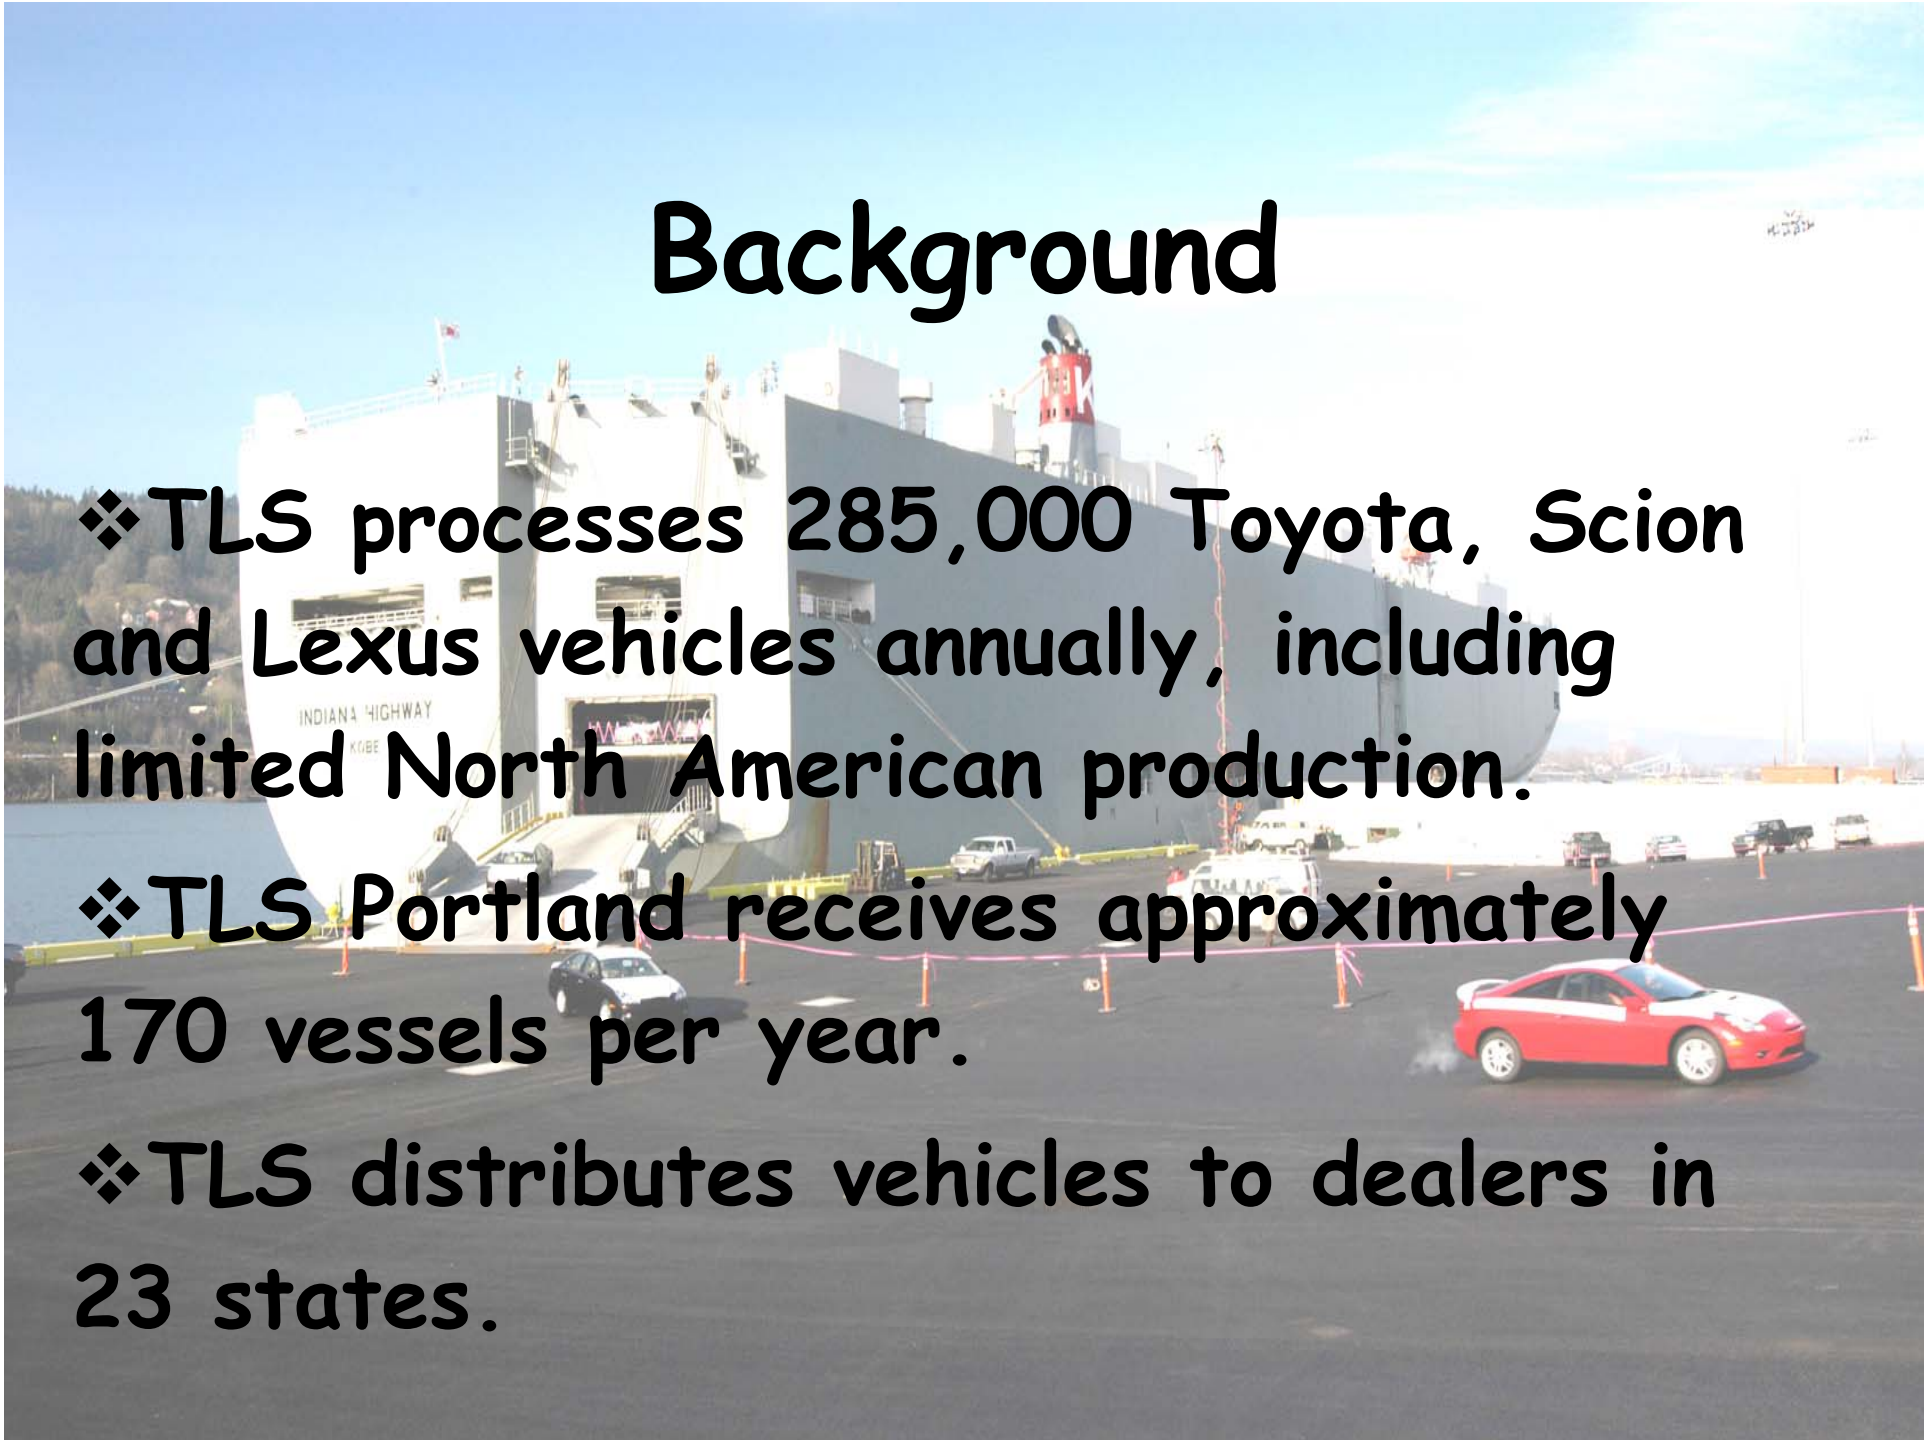 Background
K
❖TLS processes 285,000 Toyota, Scion
and Lexus vehicles annually, including
INDIANA HIGHWAY
KOBE
limited North American production.
❖TLS Portland receives approximately
170 vessels per year.
❖TLS distributes vehicles to dealers in
23 states.